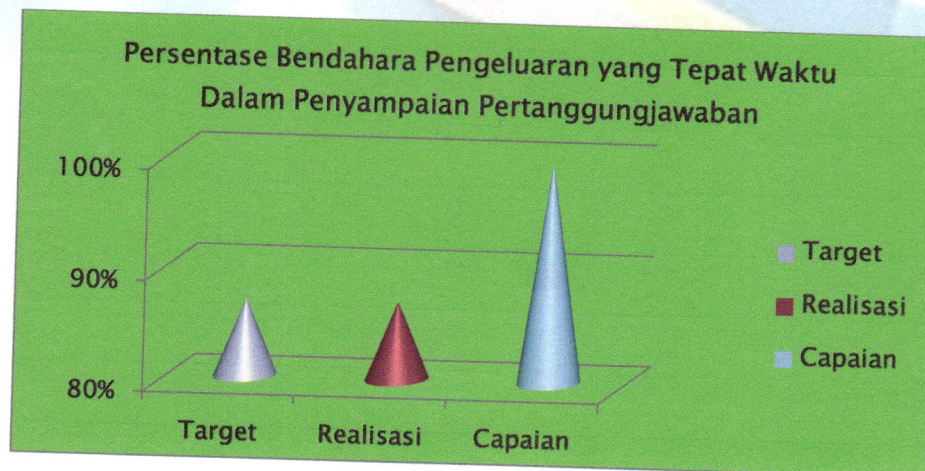 Persentase Bendahara Pengeluaran yang Tepat Waktu
Dalam Penyampaian Pertanggungjawaban
100%
90%
80%
Target
Realisasi
Capaian
Target
Realisasi
Capaian